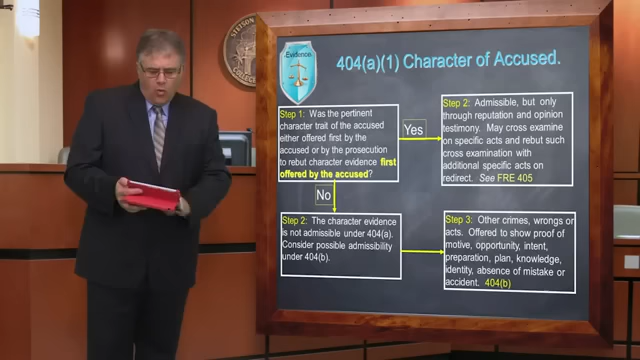 STETSON
COLLEGE
Evidence
404(a)(1) Character of Accused.
Step 1: Was the pertinent
character trait of the accused
either offered first by the
accused or by the prosecution
to rebut character evidence first
offered by the accused?
Yes
Step 2: Admissible, but only
through reputation and opinion
testimony. May cross examine
on specific acts and rebut such
cross examination with
additional specific acts on
redirect. See FRE 405
No
Step 2: The character evidence
is not admissible under 404(a).
Consider possible admissibility
under 404(b).
Step 3: Other crimes, wrongs or
acts. Offered to show proof of
motive, opportunity, intent,
preparation, plan, knowledge,
identity, absence of mistake or
accident. 404(b)